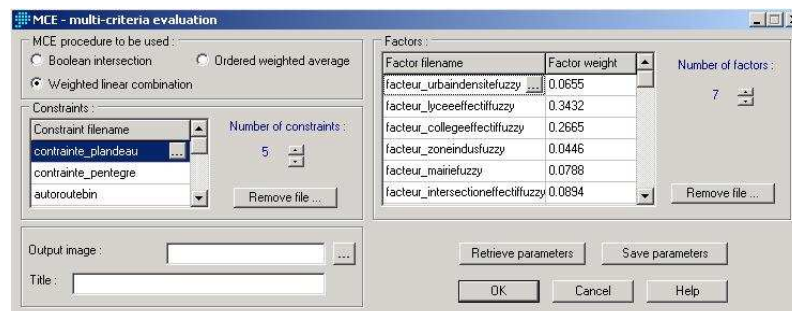 MCE - multi-criteria evaluation
MCE procedure to be used :
Boolean intersection
Ordered weighted average
Weighted linear combination
Constraints :
Constraint filename
contrainte_plandeau ...
contrainte_pentegre
autoroutebin
Number of constraints :
5
Remove file ...
Factors :
Factor filename Factor weight
facteur_urbaindensitefuzzy ... 0.0655
facteur_lyceeeffectiffuzzy 0.3432
facteur_collegeeffectiffuzzy 0.2665
facteur_zoneindusfuzzy 0.0446
facteur_mairiefuzzy 0.0788
facteur_intersectioneffectiffuzzy 0.0894
Number of factors :
7
Remove file ...
Output image :
...
Title :
Retrieve parameters
Save parameters
OK
Cancel
Help